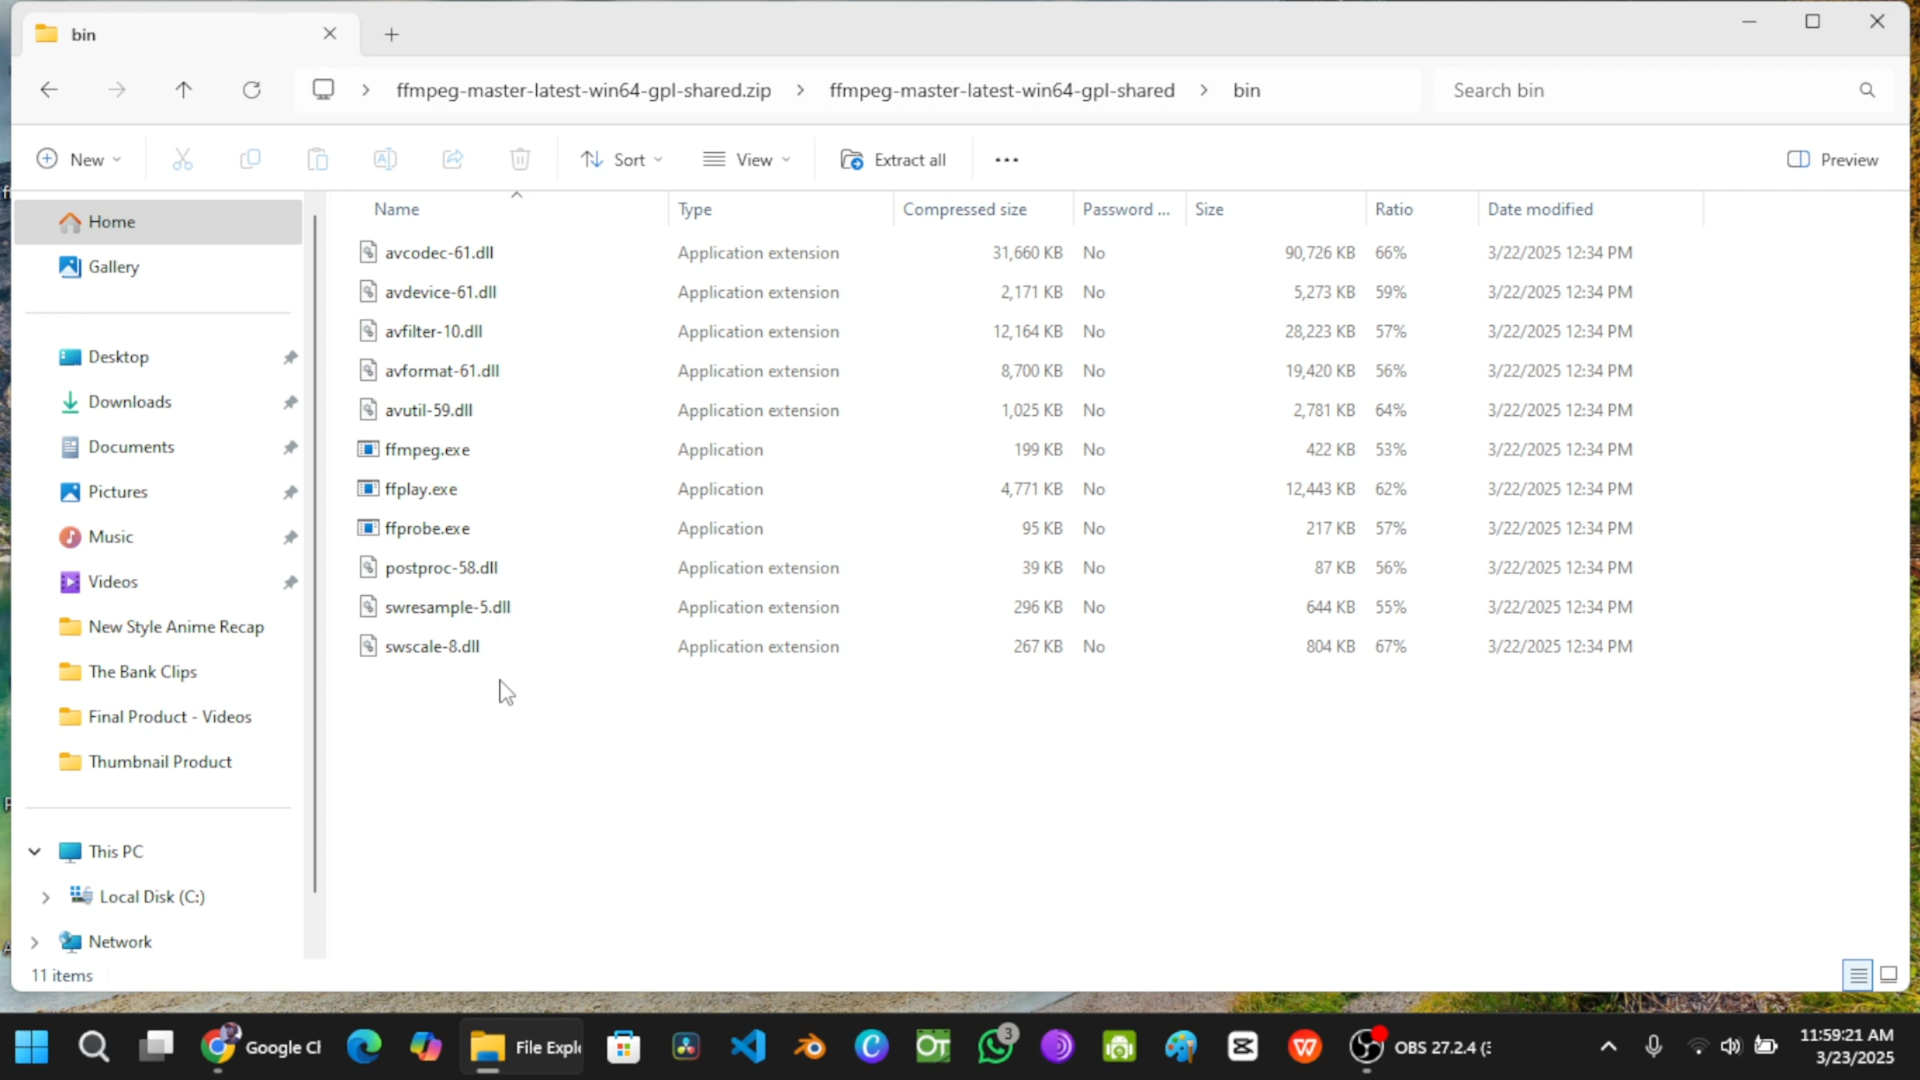 bin
ffmpeg-master-latest-win64-gpl-shared.zip
ffmpeg-master-latest-win64-gpl-shared
bin
Search bin
New
Sort
View
Extract all
Preview
Home
Gallery
Desktop
Downloads
Documents
Pictures
Music
Videos
New Style Anime Recap
The Bank Clips
Final Product - Videos
Thumbnail Product
This PC
Local Disk (C:)
Network
Name Type Compressed size Password ... Size Ratio Date modified
avcodec-61.dll Application extension 31,660 KB No 90,726 KB 66% 3/22/2025 12:34 PM
avdevice-61.dll Application extension 2,171 KB No 5,273 KB 59% 3/22/2025 12:34 PM
avfilter-10.dll Application extension 12,164 KB No 28,223 KB 57% 3/22/2025 12:34 PM
avformat-61.dll Application extension 8,700 KB No 19,420 KB 56% 3/22/2025 12:34 PM
avutil-59.dll Application extension 1,025 KB No 2,781 KB 64% 3/22/2025 12:34 PM
ffmpeg.exe Application 199 KB No 422 KB 53% 3/22/2025 12:34 PM
ffplay.exe Application 4,771 KB No 12,443 KB 62% 3/22/2025 12:34 PM
ffprobe.exe Application 95 KB No 217 KB 57% 3/22/2025 12:34 PM
postproc-58.dll Application extension 39 KB No 87 KB 56% 3/22/2025 12:34 PM
swresample-5.dll Application extension 296 KB No 644 KB 55% 3/22/2025 12:34 PM
swscale-8.dll Application extension 267 KB No 804 KB 67% 3/22/2025 12:34 PM
11 items
Google Cl
File Explo
OT
3
OBS 27.2.4
11:59:21 AM
3/23/2025